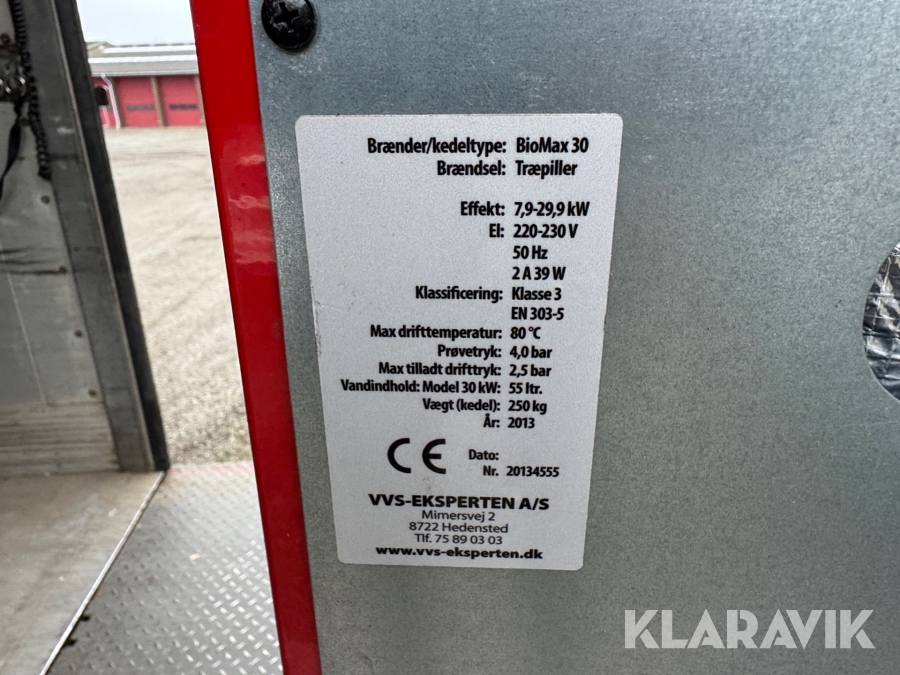 Brænder/kedeltype: BioMax 30
Brændsel: Træpiller
Effekt: 7,9-29,9 kW
El: 220-230 V
50 Hz
2 A 39 W
Klassificering: Klasse 3
EN 303-5
Max drifttemperatur: 80 °C
Prøvetryk: 4,0 bar
Max tilladt drifttryk: 2,5 bar
Vandindhold: Model 30 kW: 55 ltr.
Vægt (kedel): 250 kg
År: 2013
CE
Dato:
Nr. 20134555
VVS-EKSPERTEN A/S
Mimersvej 2
8722 Hedensted
Tlf. 75 89 03 03
www.vvs-eksperten.dk
KLARAVIK